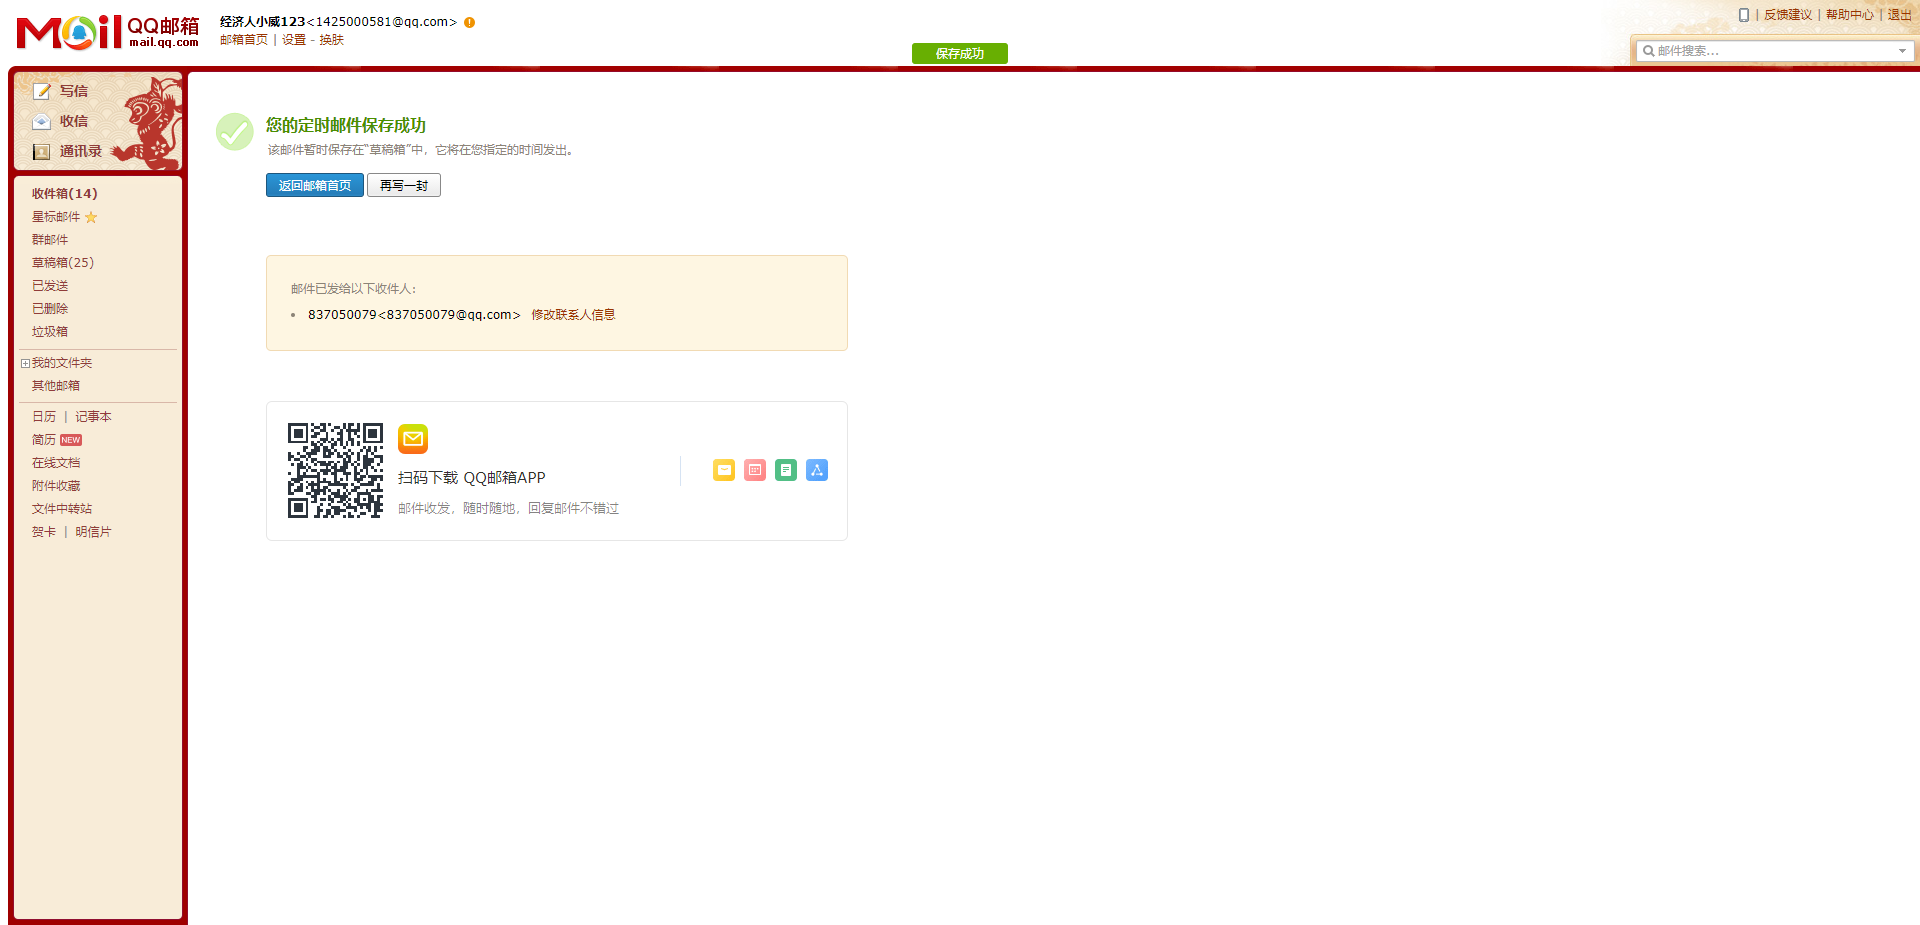 Mail QQ邮箱
mail.qq.com
经济人小威123<1425000581@qq.com>
邮箱首页 | 设置 - 换肤
保存成功
| 反馈建议 | 帮助中心 | 退出
邮件搜索...
写信
收信
通讯录
收件箱(14)
星标邮件
群邮件
草稿箱(25)
已发送
已删除
垃圾箱
我的文件夹
其他邮箱
日历 | 记事本
简历 NEW
在线文档
附件收藏
文件中转站
贺卡 | 明信片
您的定时邮件保存成功
该邮件暂时保存在“草稿箱”中，它将在您指定的时间发出。
返回邮箱首页 再写一封
邮件已发给以下收件人：
• 837050079<837050079@qq.com> 修改联系人信息
扫码下载 QQ邮箱APP
邮件收发，随时随地，回复邮件不错过